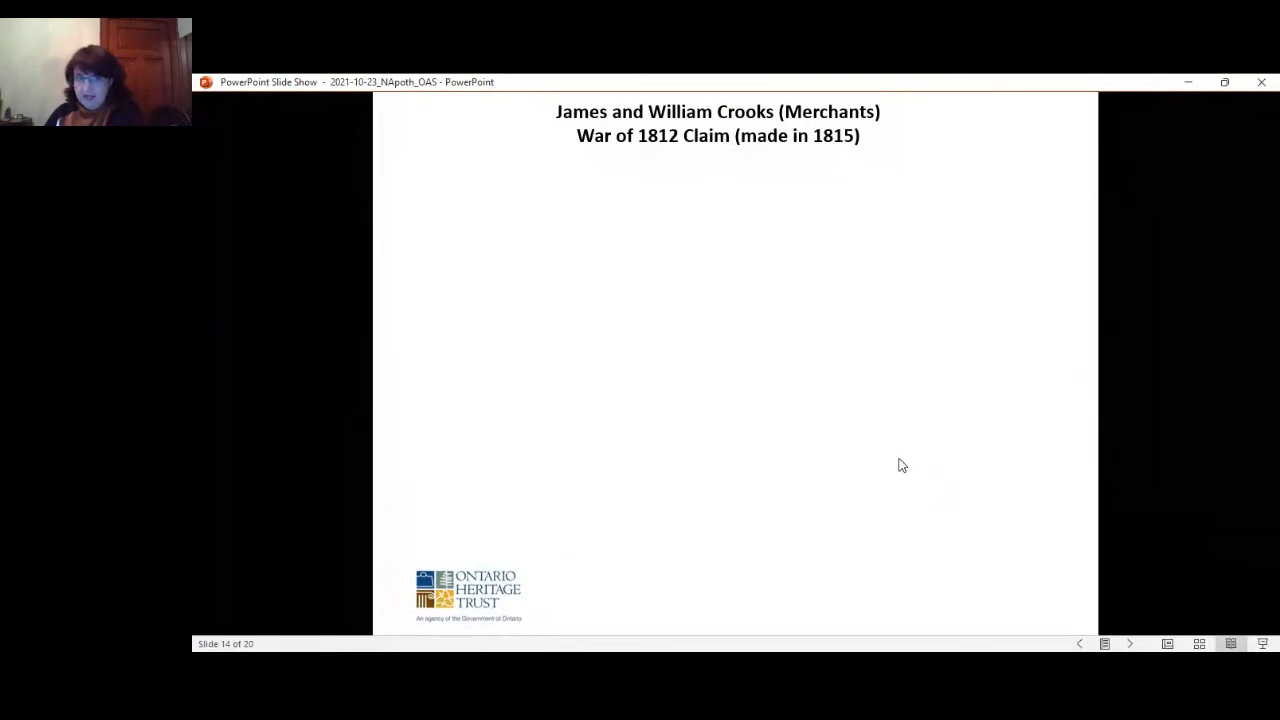 PowerPoint Slide Show - 2021-10-23_NApoth_OAS - PowerPoint
James and William Crooks (Merchants)
War of 1812 Claim (made in 1815)
ONTARIO
HERITAGE
TRUST
An agency of the Government of Ontario
Slide 14 of 20